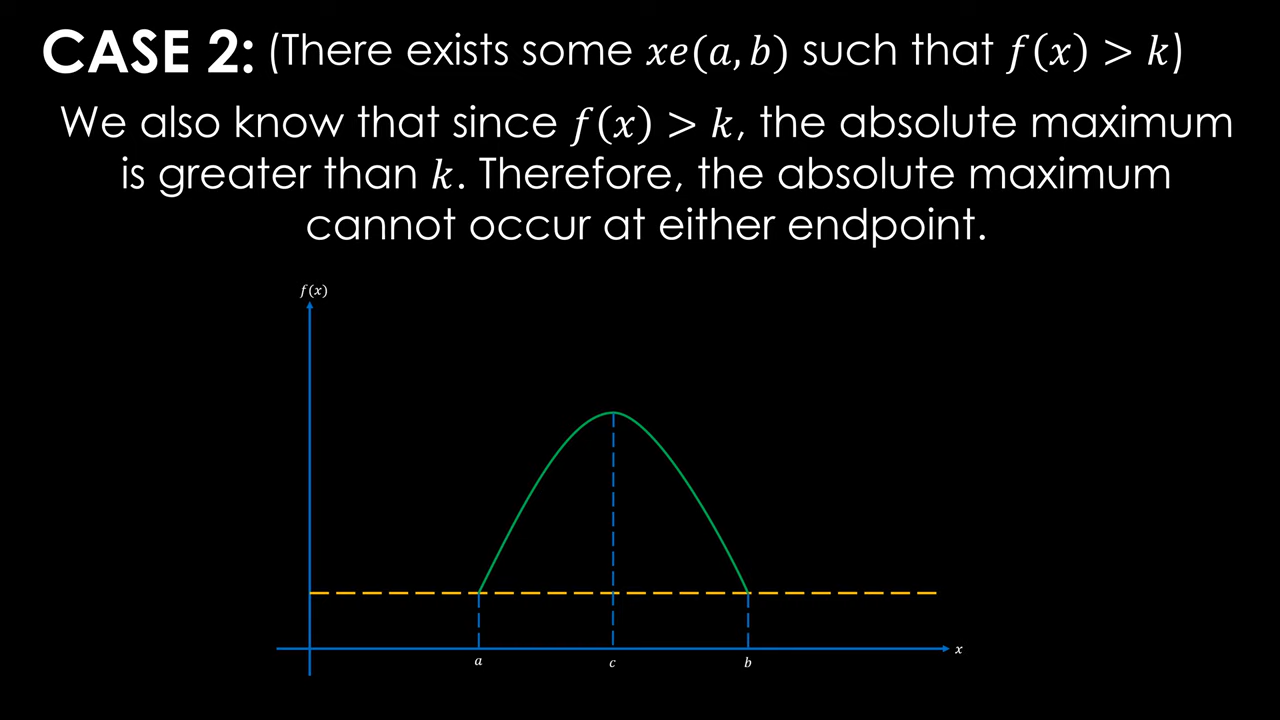 CASE 2: (There exists some xe(a, b) such that f(x) > k)
We also know that since f(x) > k, the absolute maximum
is greater than k. Therefore, the absolute maximum
cannot occur at either endpoint.
f(x)
x
a
c
b